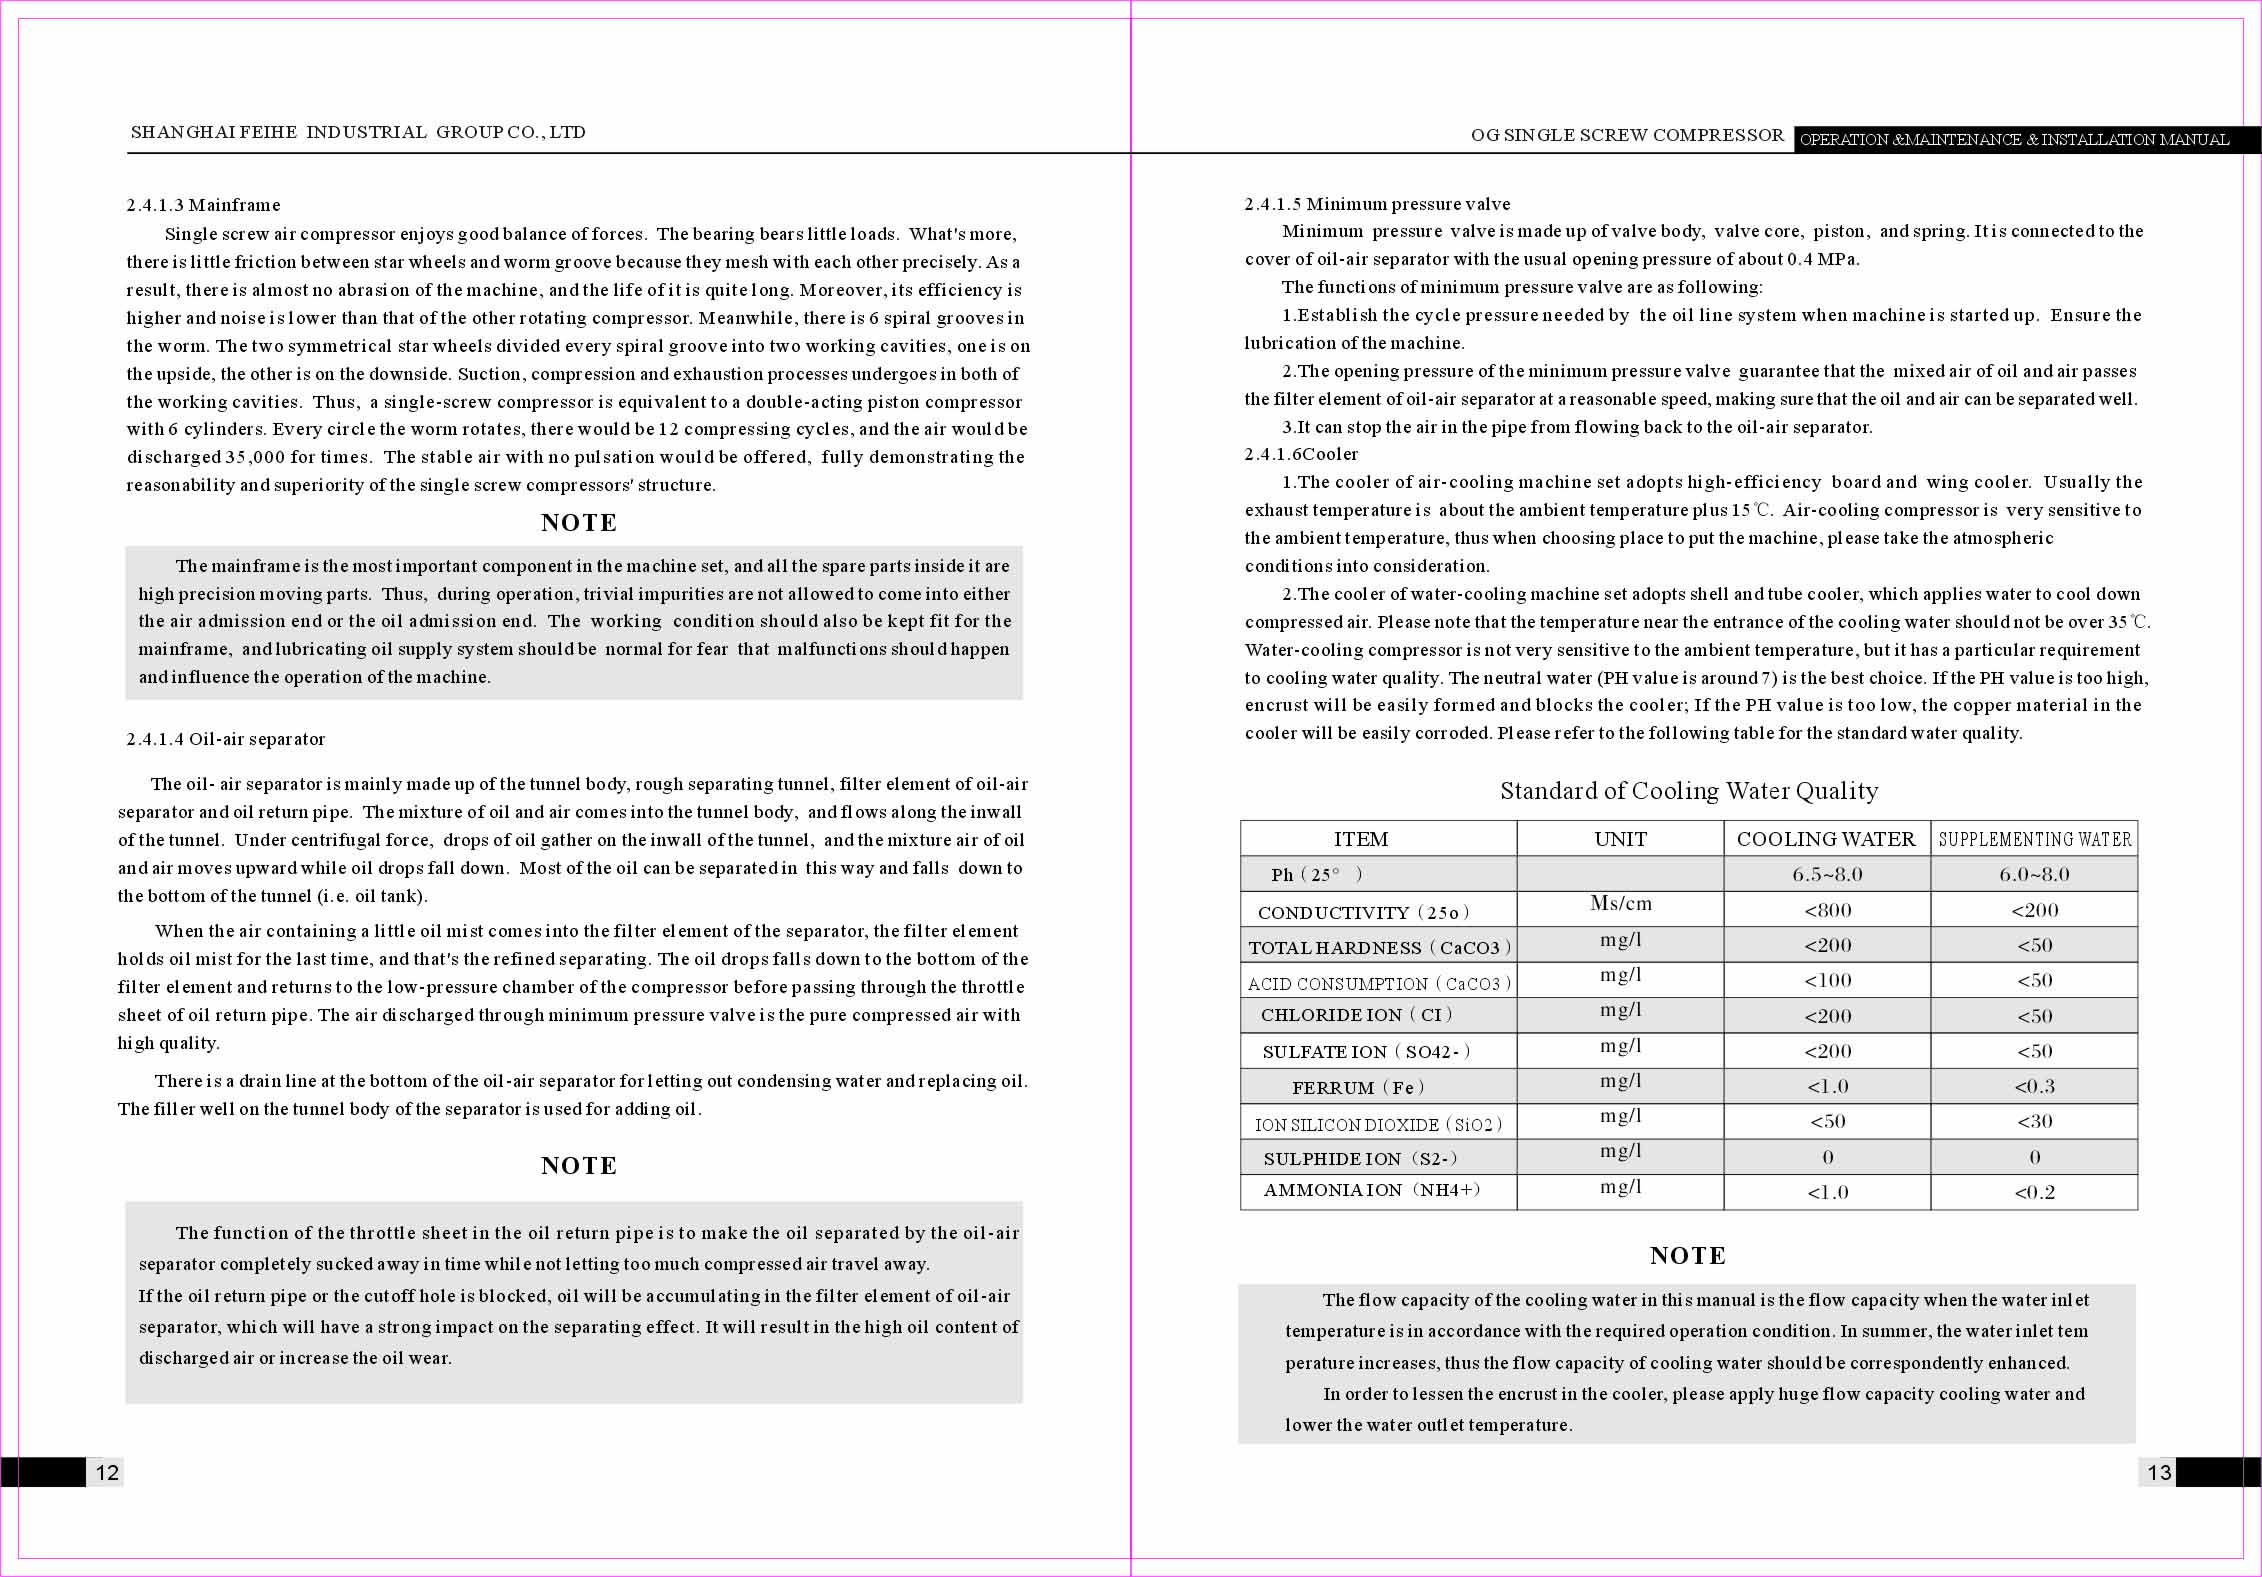 SHANGHAI FEIHE INDUSTRIAL GROUP CO., LTD
2.4.1.3 Mainframe
Single screw air compressor enjoys good balance of forces. The bearing bears little loads. What's more,
there is little friction between star wheels and worm groove because they mesh with each other precisely. As a
result, there is almost no abrasion of the machine, and the life of it is quite long. Moreover, its efficiency is
higher and noise is lower than that of the other rotating compressor. Meanwhile, there is 6 spiral grooves in
the worm. The two symmetrical star wheels divided every spiral groove into two working cavities, one is on
the upside, the other is on the downside. Suction, compression and exhaustion processes undergoes in both of
the working cavities. Thus, a single-screw compressor is equivalent to a double-acting piston compressor
with 6 cylinders. Every circle the worm rotates, there would be 12 compressing cycles, and the air would be
discharged 35,000 for times. The stable air with no pulsation would be offered, fully demonstrating the
reasonability and superiority of the single screw compressors' structure.
NOTE
The mainframe is the most important component in the machine set, and all the spare parts inside it are
high precision moving parts. Thus, during operation, trivial impurities are not allowed to come into either
the air admission end or the oil admission end. The working condition should also be kept fit for the
mainframe, and lubricating oil supply system should be normal for fear that malfunctions should happen
and influence the operation of the machine.
2.4.1.4 Oil-air separator
The oil- air separator is mainly made up of the tunnel body, rough separating tunnel, filter element of oil-air
separator and oil return pipe. The mixture of oil and air comes into the tunnel body, and flows along the inwall
of the tunnel. Under centrifugal force, drops of oil gather on the inwall of the tunnel, and the mixture air of oil
and air moves upward while oil drops fall down. Most of the oil can be separated in this way and falls down to
the bottom of the tunnel (i.e. oil tank).
When the air containing a little oil mist comes into the filter element of the separator, the filter element
holds oil mist for the last time, and that's the refined separating. The oil drops falls down to the bottom of the
filter element and returns to the low-pressure chamber of the compressor before passing through the throttle
sheet of oil return pipe. The air discharged through minimum pressure valve is the pure compressed air with
high quality.
There is a drain line at the bottom of the oil-air separator for letting out condensing water and replacing oil.
The filler well on the tunnel body of the separator is used for adding oil.
NOTE
The function of the throttle sheet in the oil return pipe is to make the oil separated by the oil-air
separator completely sucked away in time while not letting too much compressed air travel away.
If the oil return pipe or the cutoff hole is blocked, oil will be accumulating in the filter element of oil-air
separator, which will have a strong impact on the separating effect. It will result in the high oil content of
discharged air or increase the oil wear.
12
OG SINGLE SCREW COMPRESSOR OPERATION &MAINTENANCE & INSTALLATION MANUAL
2.4.1.5 Minimum pressure valve
Minimum pressure valve is made up of valve body, valve core, piston, and spring. It is connected to the
cover of oil-air separator with the usual opening pressure of about 0.4 MPa.
The functions of minimum pressure valve are as following:
1.Establish the cycle pressure needed by the oil line system when machine is started up. Ensure the
lubrication of the machine.
2.The opening pressure of the minimum pressure valve guarantee that the mixed air of oil and air passes
the filter element of oil-air separator at a reasonable speed, making sure that the oil and air can be separated well.
3.It can stop the air in the pipe from flowing back to the oil-air separator.
2.4.1.6Cooler
1.The cooler of air-cooling machine set adopts high-efficiency board and wing cooler. Usually the
exhaust temperature is about the ambient temperature plus 15℃. Air-cooling compressor is very sensitive to
the ambient temperature, thus when choosing place to put the machine, please take the atmospheric
conditions into consideration.
2.The cooler of water-cooling machine set adopts shell and tube cooler, which applies water to cool down
compressed air. Please note that the temperature near the entrance of the cooling water should not be over 35℃.
Water-cooling compressor is not very sensitive to the ambient temperature, but it has a particular requirement
to cooling water quality. The neutral water (PH value is around 7) is the best choice. If the PH value is too high,
encrust will be easily formed and blocks the cooler; If the PH value is too low, the copper material in the
cooler will be easily corroded. Please refer to the following table for the standard water quality.
Standard of Cooling Water Quality
ITEM UNIT COOLING WATER SUPPLEMENTING WATER
Ph（25° ） 6.5~8.0 6.0~8.0
CONDUCTIVITY（25o） Ms/cm <800 <200
TOTAL HARDNESS（CaCO3） mg/l <200 <50
ACID CONSUMPTION（CaCO3） mg/l <100 <50
CHLORIDE ION（CI） mg/l <200 <50
SULFATE ION（SO42-） mg/l <200 <50
FERRUM（Fe） mg/l <1.0 <0.3
ION SILICON DIOXIDE（SiO2） mg/l <50 <30
SULPHIDE ION（S2-） mg/l 0 0
AMMONIA ION（NH4+） mg/l <1.0 <0.2
NOTE
The flow capacity of the cooling water in this manual is the flow capacity when the water inlet
temperature is in accordance with the required operation condition. In summer, the water inlet tem
perature increases, thus the flow capacity of cooling water should be correspondently enhanced.
In order to lessen the encrust in the cooler, please apply huge flow capacity cooling water and
lower the water outlet temperature.
13